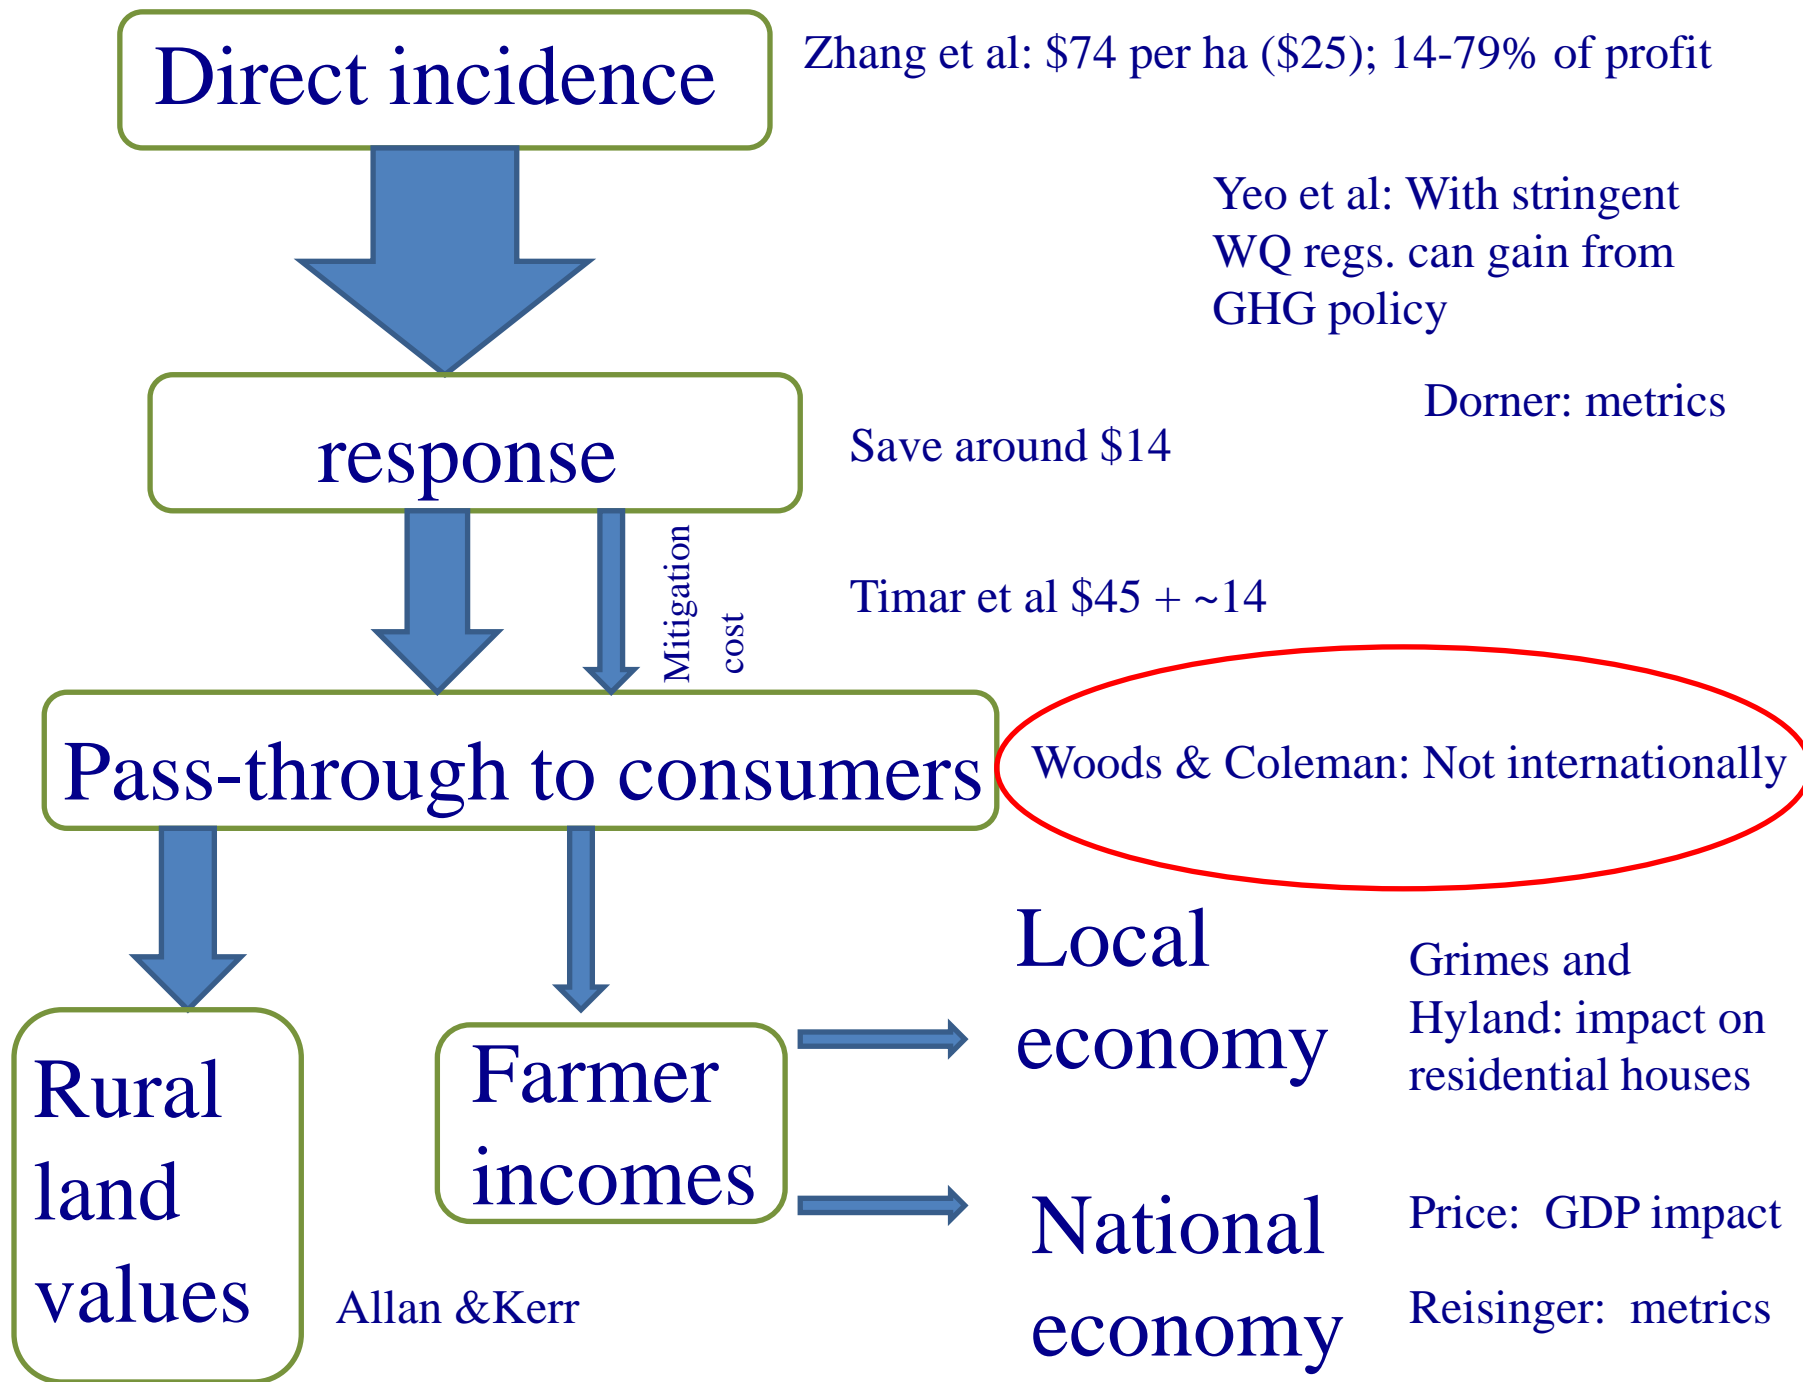 Direct incidence
Zhang et al: $74 per ha ($25); 14-79% of profit
Yeo et al: With stringent
WQ regs. can gain from
GHG policy
Dorner: metrics
response
Save around $14
Mitigation
cost
Timar et al $45 + ~14
Pass-through to consumers
Woods & Coleman: Not internationally
Local
economy
Grimes and
Hyland: impact on
residential houses
Rural
land
values
Farmer
incomes
National
economy
Price:  GDP impact
Allan &Kerr
Reisinger:  metrics